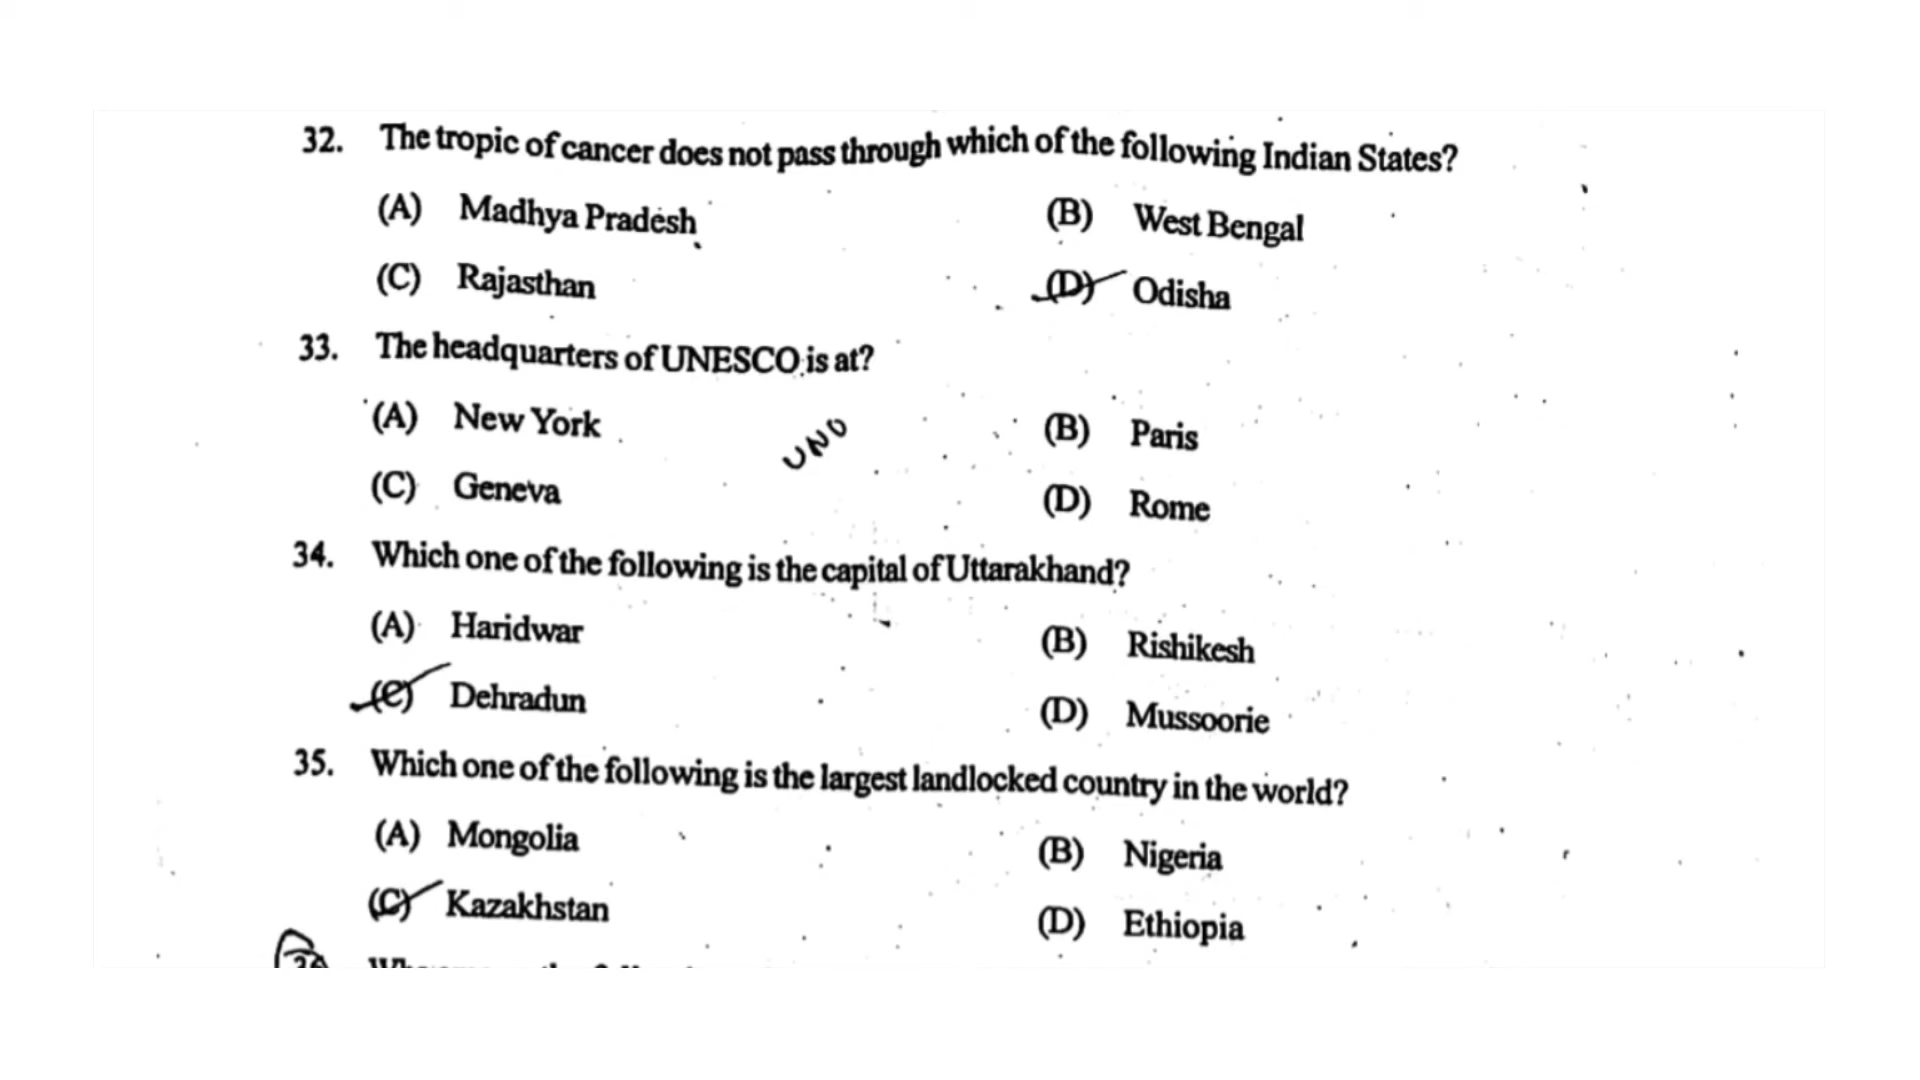 32. The tropic of cancer does not pass through which of the following Indian States?
(A) Madhya Pradesh (B) West Bengal
(C) Rajasthan (D) Odisha
33. The headquarters of UNESCO is at?
(A) New York (B) Paris
UNO
(C) Geneva (D) Rome
34. Which one of the following is the capital of Uttarakhand?
(A) Haridwar (B) Rishikesh
(C) Dehradun (D) Mussoorie
35. Which one of the following is the largest landlocked country in the world?
(A) Mongolia (B) Nigeria
(C) Kazakhstan (D) Ethiopia